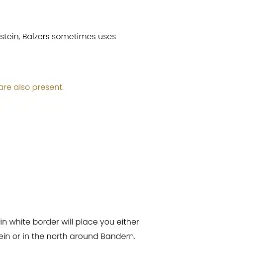 stein, Balzers sometimes uses
are also present.
in white border will place you either
ein or in the north around Bandern.